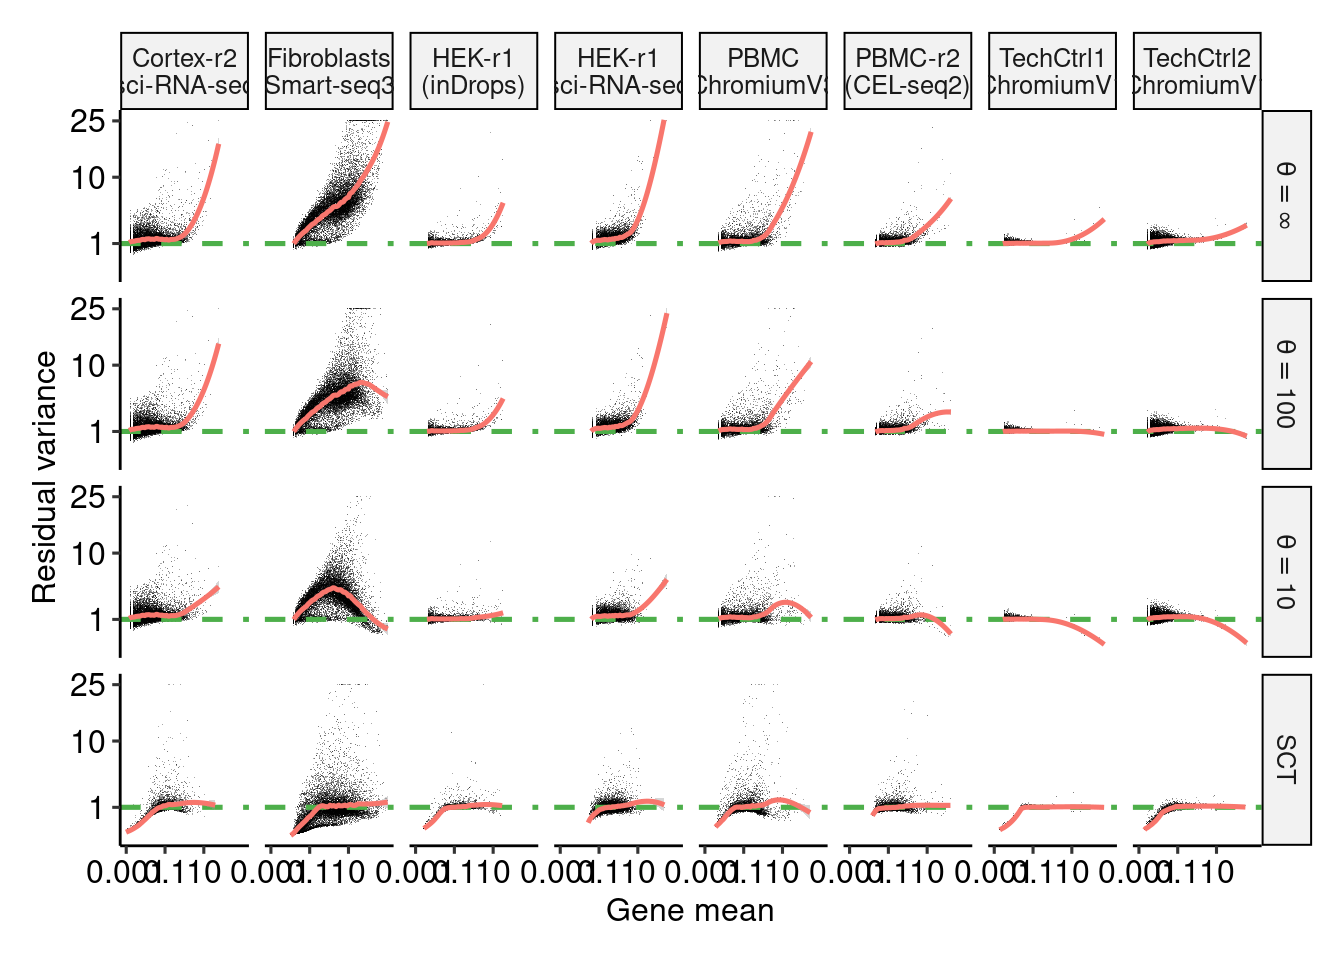 Cortex-r2
sci-RNA-sec
Fibroblasts
Smart-seq3
HEK-r1
(inDrops)
HEK-r1
sci-RNA-sec
PBMC
ChromiumV3
PBMC-r2
(CEL-seq2)
TechCtrl1
ChromiumV
TechCtrl2
ChromiumV
25
10
1
θ = ∞
25
10
1
θ = 100
25
10
1
θ = 10
25
10
1
SCT
Residual variance
0.001 0.1 10
0.001 0.1 10
0.001 0.1 10
0.001 0.1 10
0.001 0.1 10
0.001 0.1 10
0.001 0.1 10
0.001 0.1 10
Gene mean